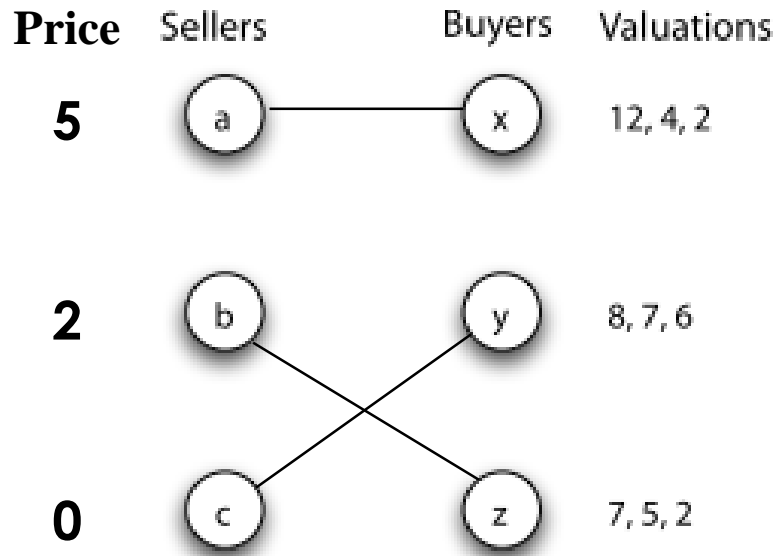 Price Sellers Buyers Valuations
5 a x 12, 4, 2
2 b y 8, 7, 6
0 c z 7, 5, 2